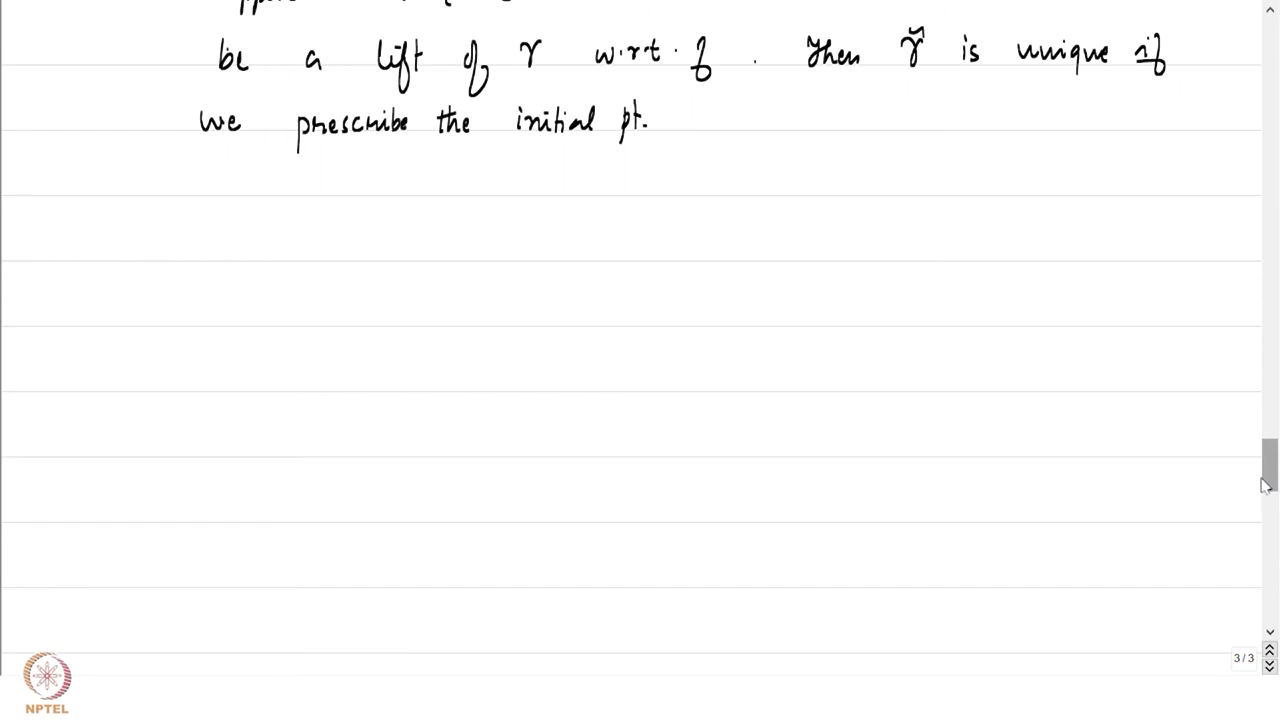 be a lift of γ w.r.t. f. Then γ̃ is unique if
we prescribe the initial pt.
3 / 3
NPTEL